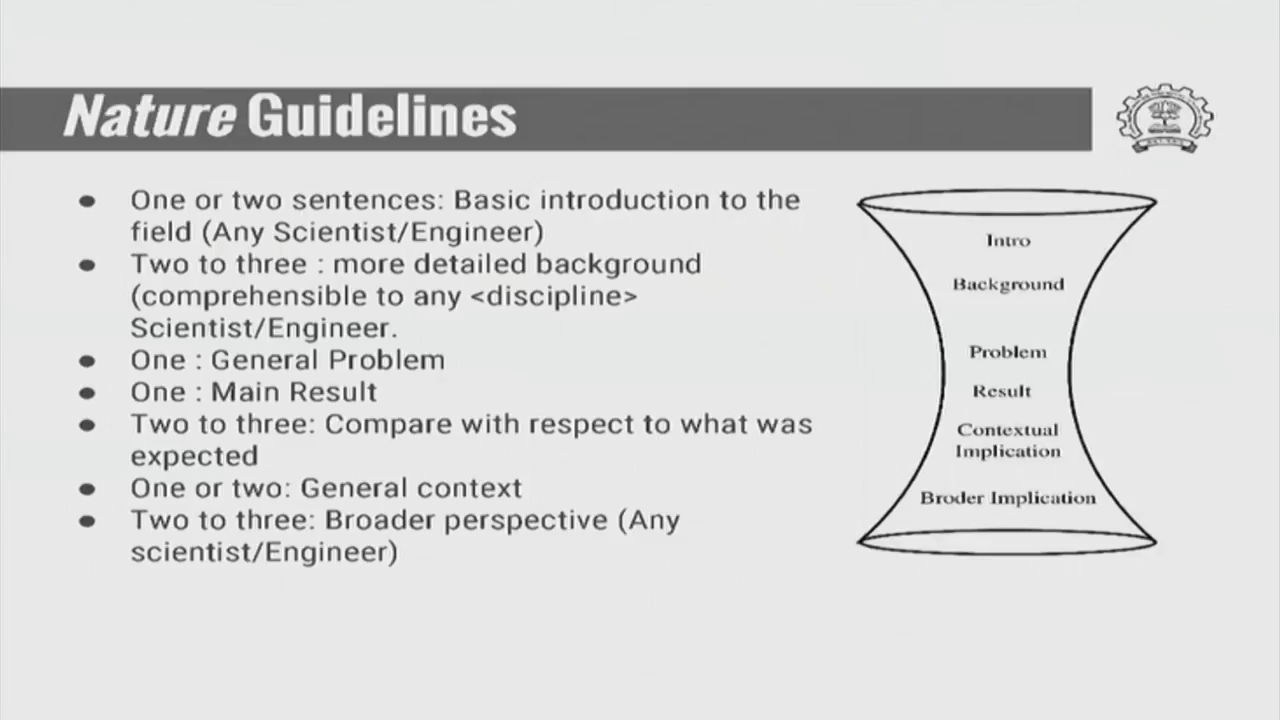 Nature Guidelines
● One or two sentences: Basic introduction to the
field (Any Scientist/Engineer)
● Two to three : more detailed background
(comprehensible to any <discipline>
Scientist/Engineer.
● One : General Problem
● One : Main Result
● Two to three: Compare with respect to what was
expected
● One or two: General context
● Two to three: Broader perspective (Any
scientist/Engineer)
Intro
Background
Problem
Result
Contextual
Implication
Broder Implication